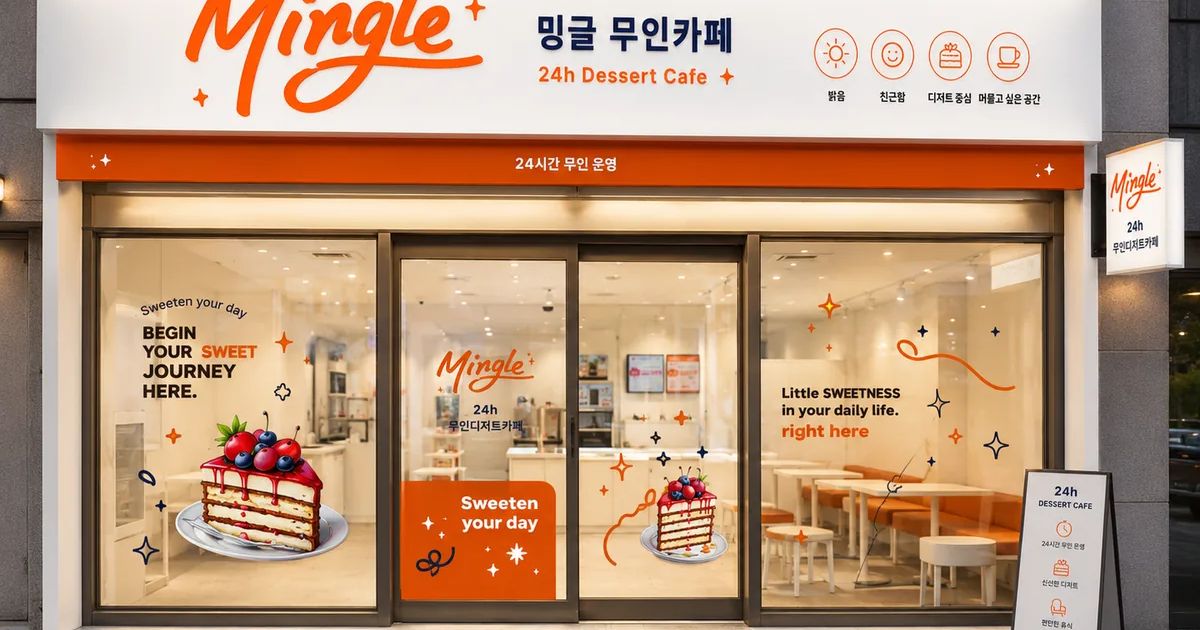 Mingle
밍글 무인카페
24h Dessert Cafe
밝음
친근함
디저트 중심
머물고 싶은 공간
24시간 무인 운영
Mingle
24h
무인디저트카페
Sweeten your day
BEGIN
YOUR SWEET
JOURNEY
HERE.
Mingle
24h
무인디저트카페
Sweeten
your day
Little SWEETNESS
in your daily life.
right here
24h
DESSERT CAFE
24시간 무인 운영
신선한 디저트
편안한 휴식